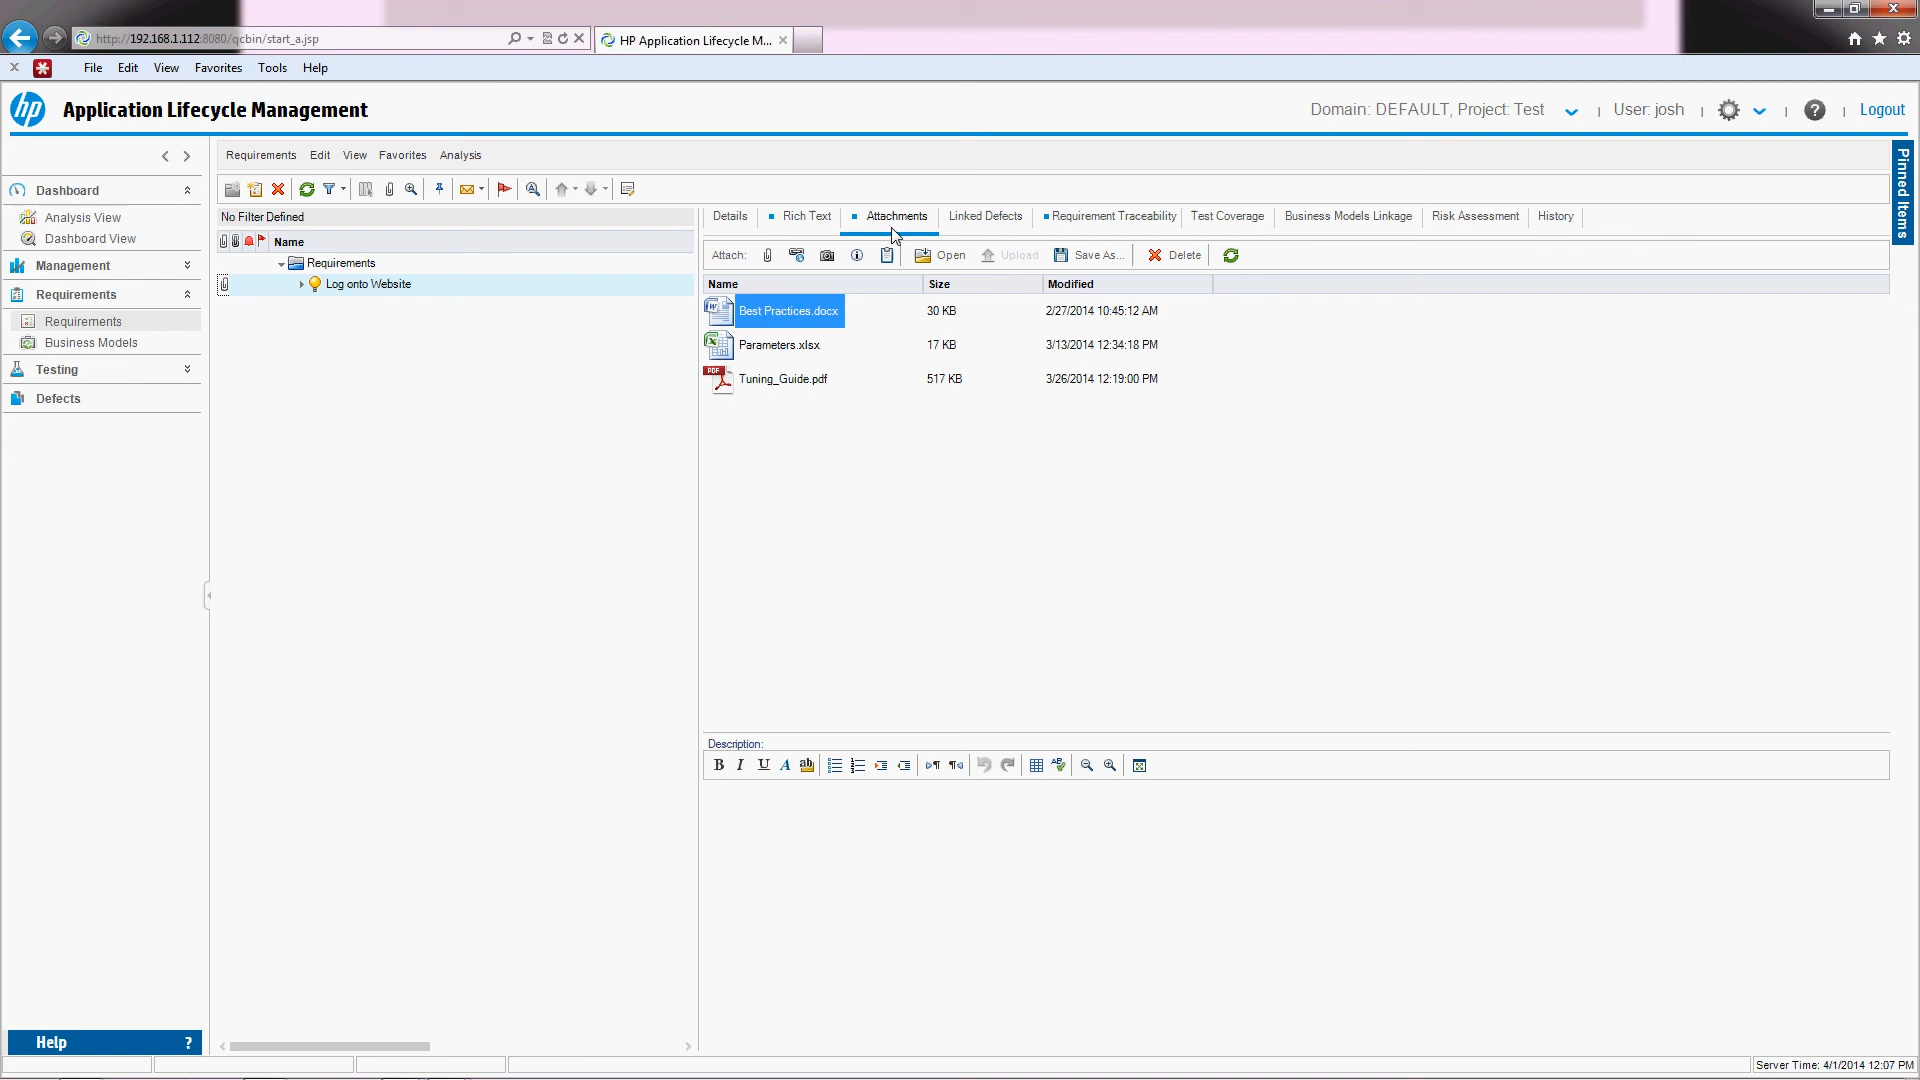 http://192.168.1.112:8080/qcbin/start_a.jsp
HP Application Lifecycle M...
File Edit View Favorites Tools Help
hp Application Lifecycle Management
Domain: DEFAULT, Project: Test | User: josh | | ? | Logout
Requirements Edit View Favorites Analysis
Pinned Items
Dashboard
Analysis View
Dashboard View
Management
Requirements
Requirements
Business Models
Testing
Defects
No Filter Defined
Name
Requirements
Log onto Website
Details Rich Text Attachments Linked Defects Requirement Traceability Test Coverage Business Models Linkage Risk Assessment History
Attach: Open Upload Save As... Delete
Name Size Modified
Best Practices.docx 30 KB 2/27/2014 10:45:12 AM
Parameters.xlsx 17 KB 3/13/2014 12:34:18 PM
PDF Tuning_Guide.pdf 517 KB 3/26/2014 12:19:00 PM
Description:
B I U A ab
Help ?
Server Time: 4/1/2014 12:07 PM